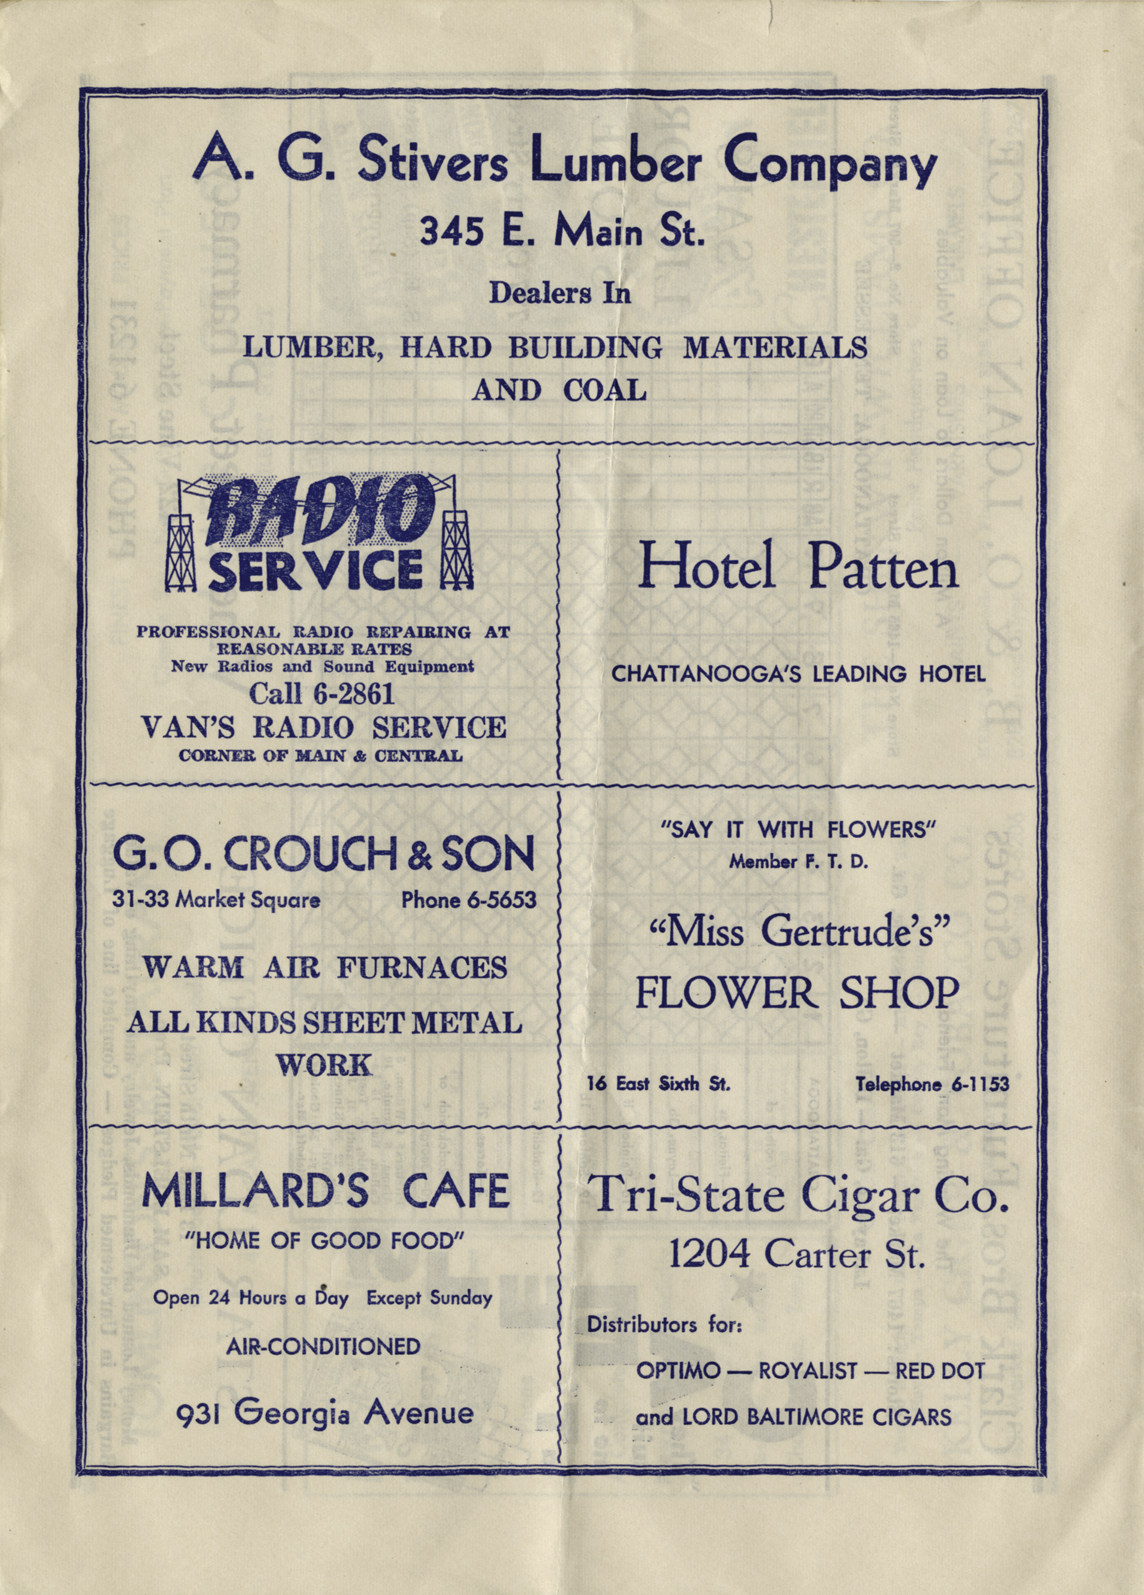 A. G. Stivers Lumber Company
345 E. Main St.
Dealers In
LUMBER, HARD BUILDING MATERIALS
AND COAL
RADIO
SERVICE
PROFESSIONAL RADIO REPAIRING AT
REASONABLE RATES
New Radios and Sound Equipment
Call 6-2861
VAN'S RADIO SERVICE
CORNER OF MAIN & CENTRAL
Hotel Patten
CHATTANOOGA'S LEADING HOTEL
G.O. CROUCH & SON
31-33 Market Square Phone 6-5653
WARM AIR FURNACES
ALL KINDS SHEET METAL
WORK
"SAY IT WITH FLOWERS"
Member F. T. D.
"Miss Gertrude's"
FLOWER SHOP
16 East Sixth St. Telephone 6-1153
MILLARD'S CAFE
"HOME OF GOOD FOOD"
Open 24 Hours a Day Except Sunday
AIR-CONDITIONED
931 Georgia Avenue
Tri-State Cigar Co.
1204 Carter St.
Distributors for:
OPTIMO — ROYALIST — RED DOT
and LORD BALTIMORE CIGARS